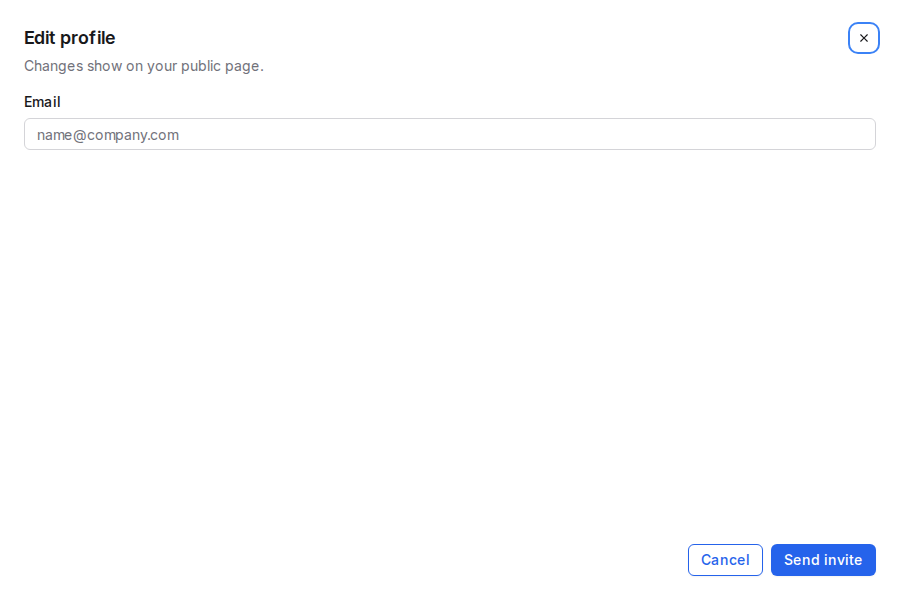 Edit profile
Changes show on your public page.
Email
name@company.com
Cancel
Send invite